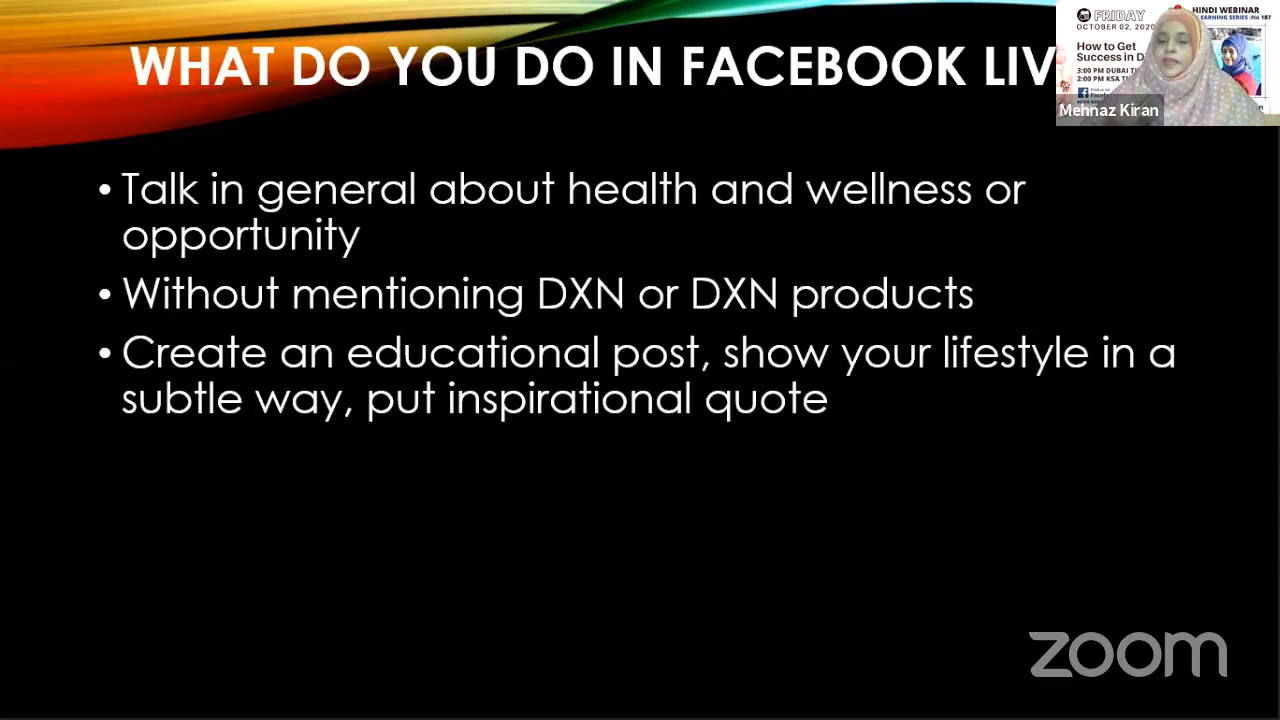 WHAT DO YOU DO IN FACEBOOK LIV
• Talk in general about health and wellness or
opportunity
• Without mentioning DXN or DXN products
• Create an educational post, show your lifestyle in a
subtle way, put inspirational quote
FRIDAY
OCTOBER 02, 2020
HINDI WEBINAR
EARNING SERIES :No 187
How to Get
Success in D
3:00 PM DUBAI
2:00 PM KSA
Find us on
Mehnaz Kiran
zoom